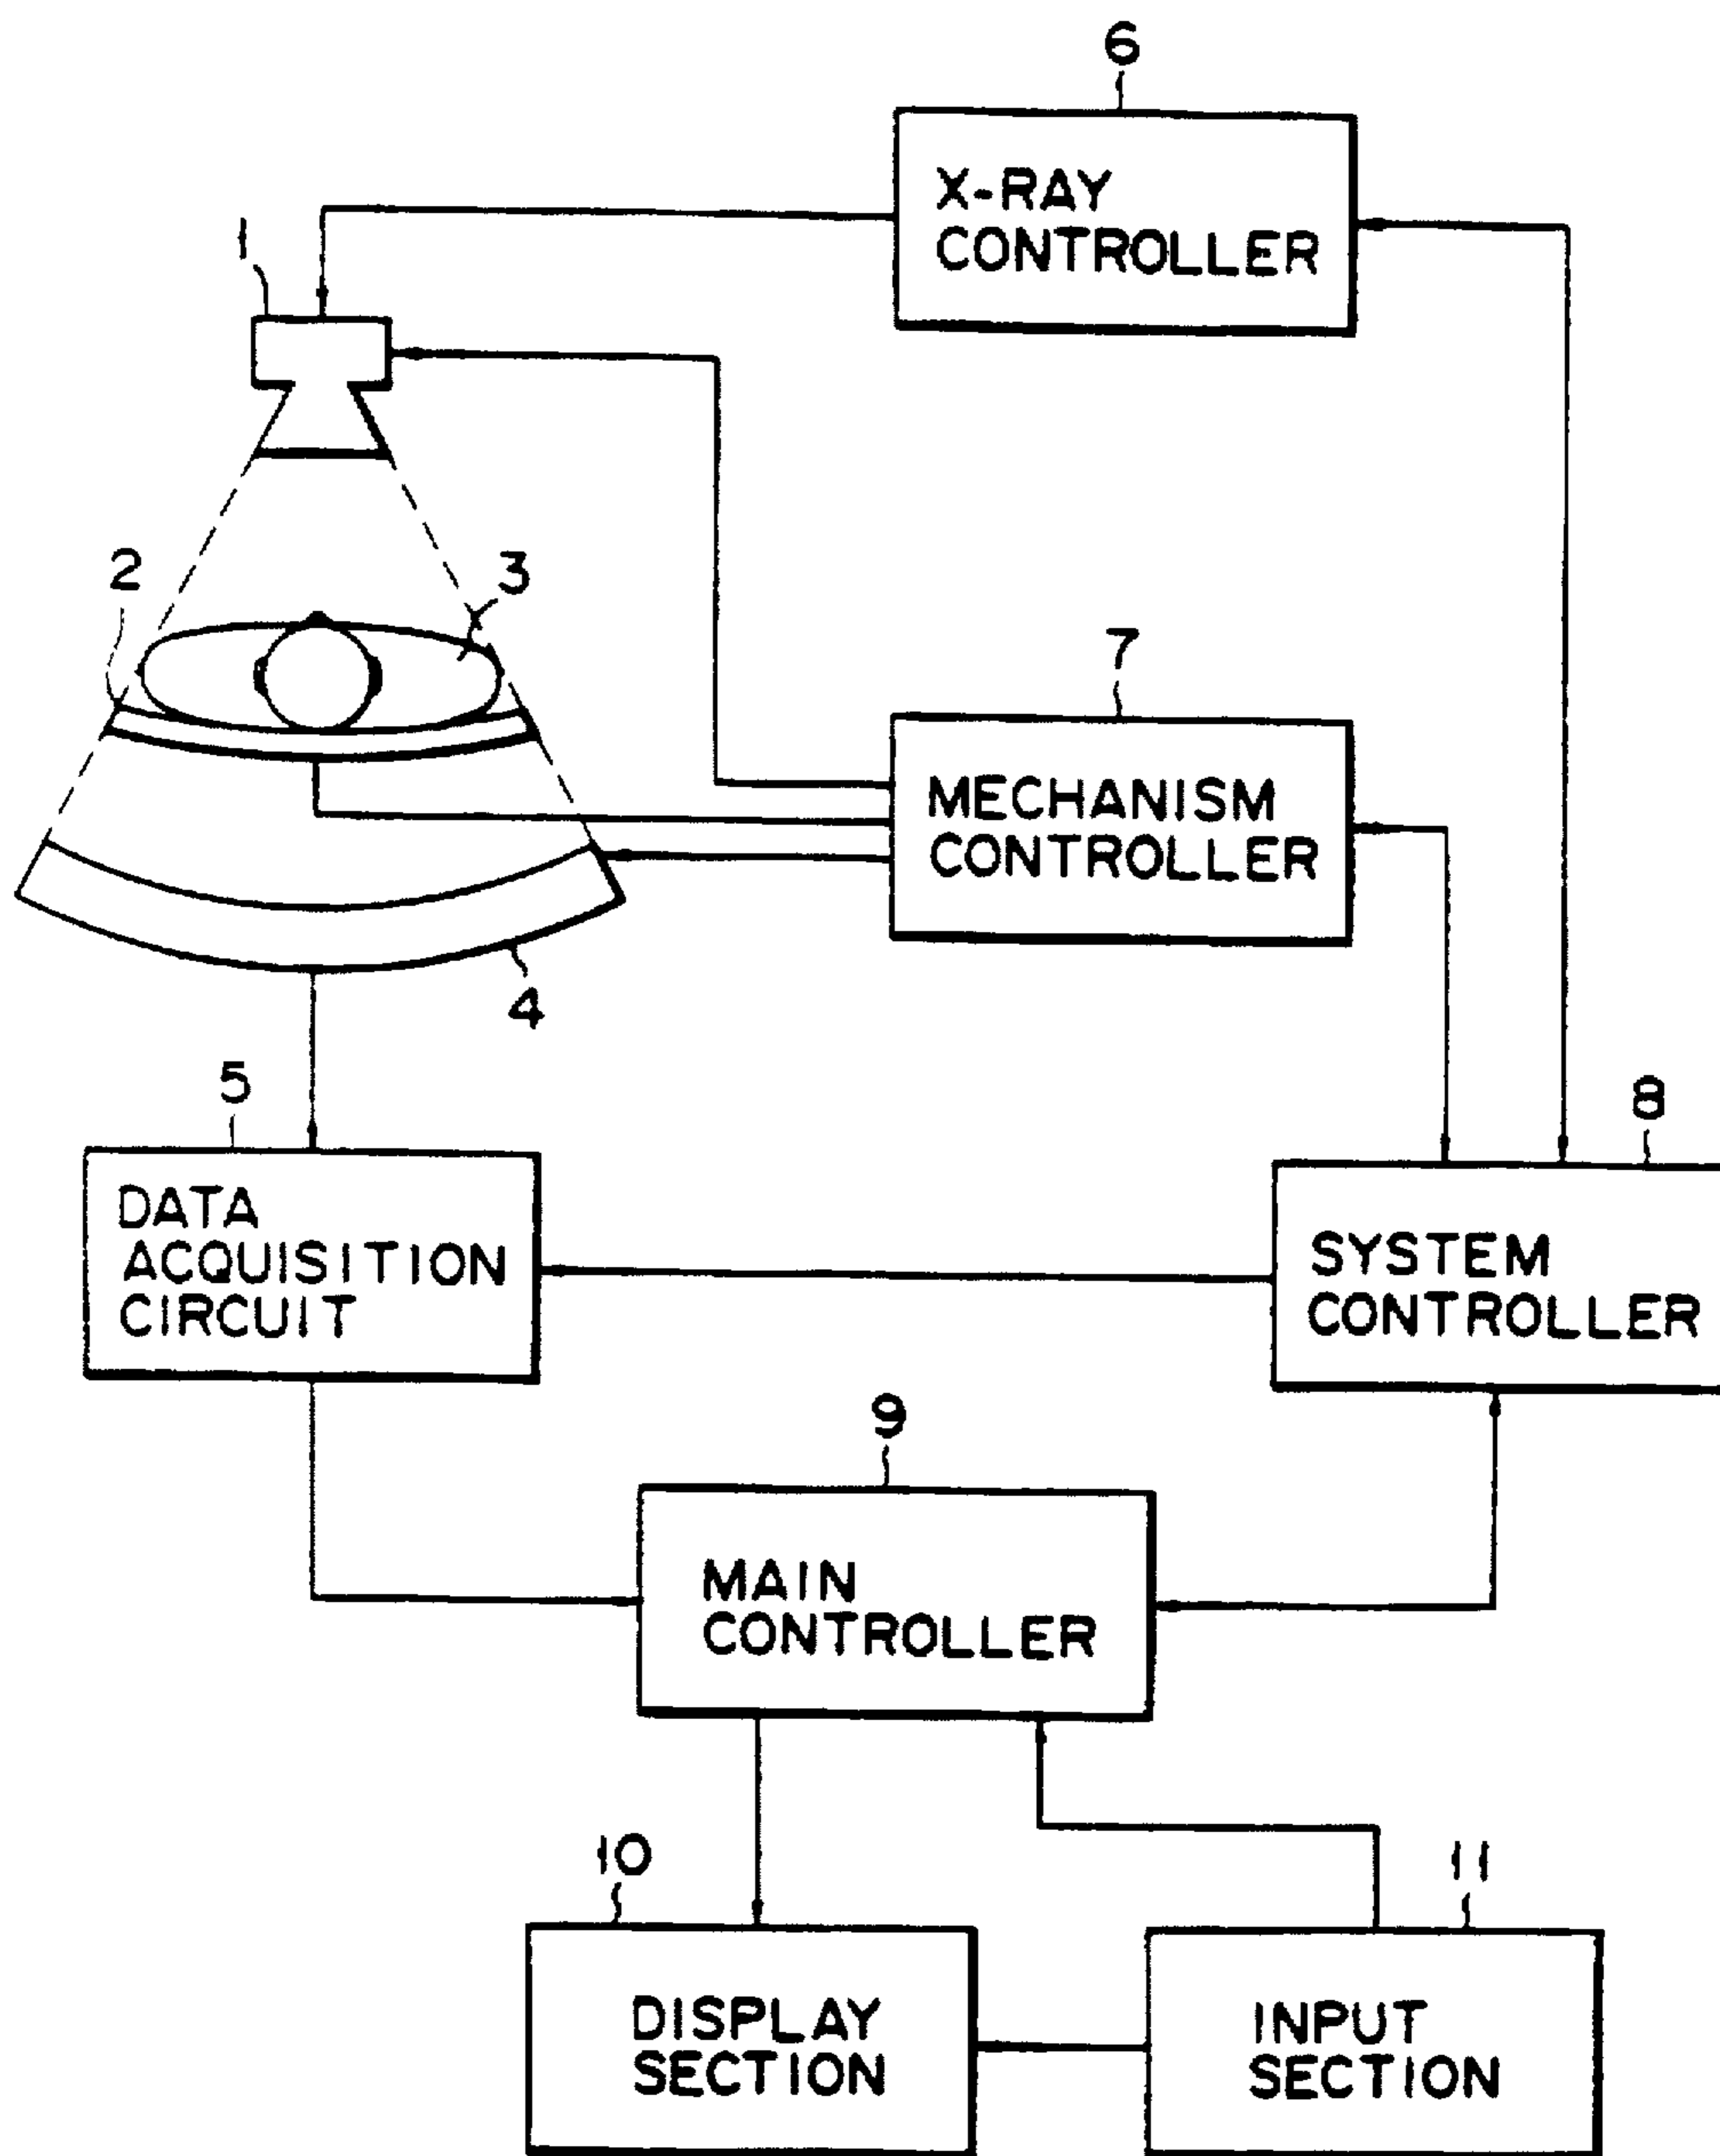 6
X-RAY
CONTROLLER
1
2
3
7
MECHANISM
CONTROLLER
4
5
8
DATA
ACQUISITION
CIRCUIT
SYSTEM
CONTROLLER
9
MAIN
CONTROLLER
10
11
DISPLAY
SECTION
INPUT
SECTION